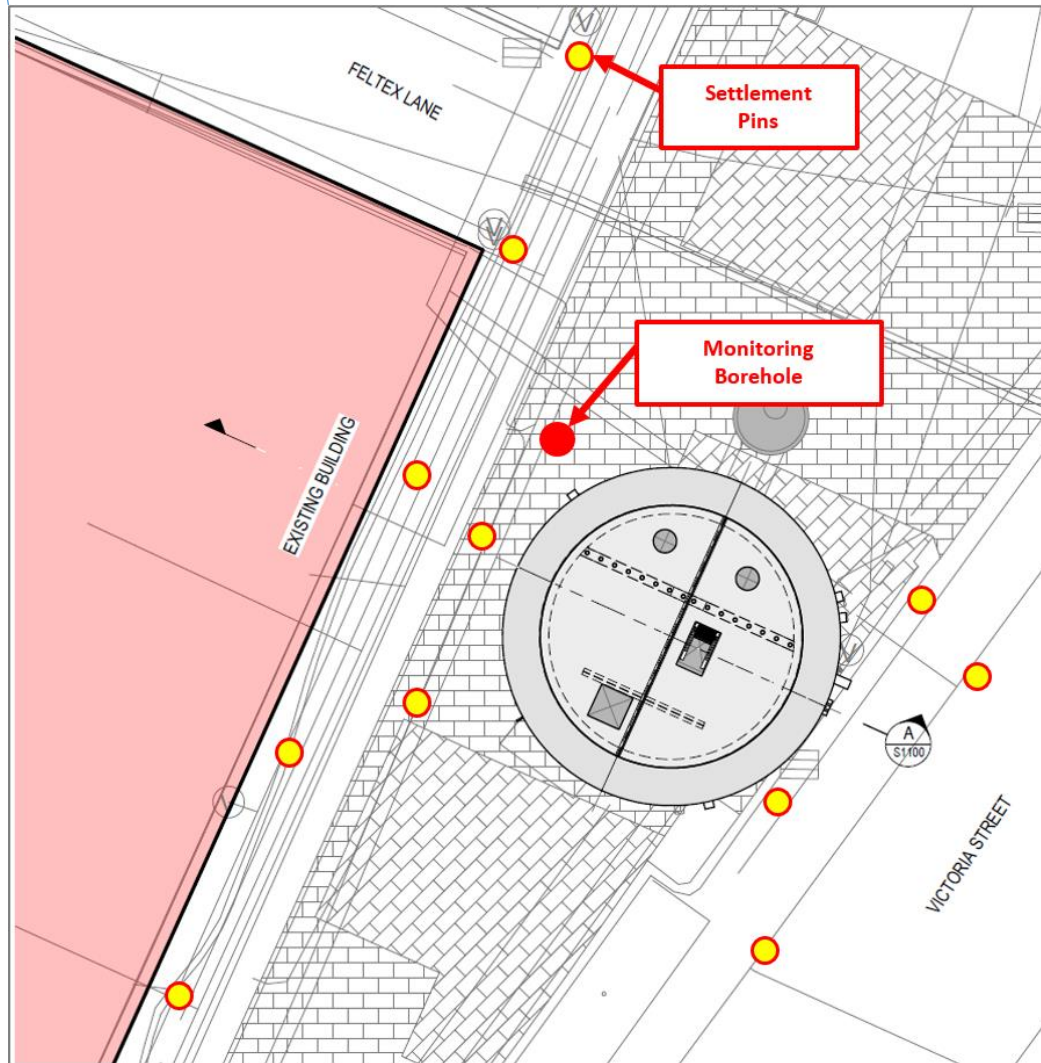 FELTEX LANE
Settlement
Pins
Monitoring
Borehole
EXISTING BUILDING
A
S1100
VICTORIA STREET